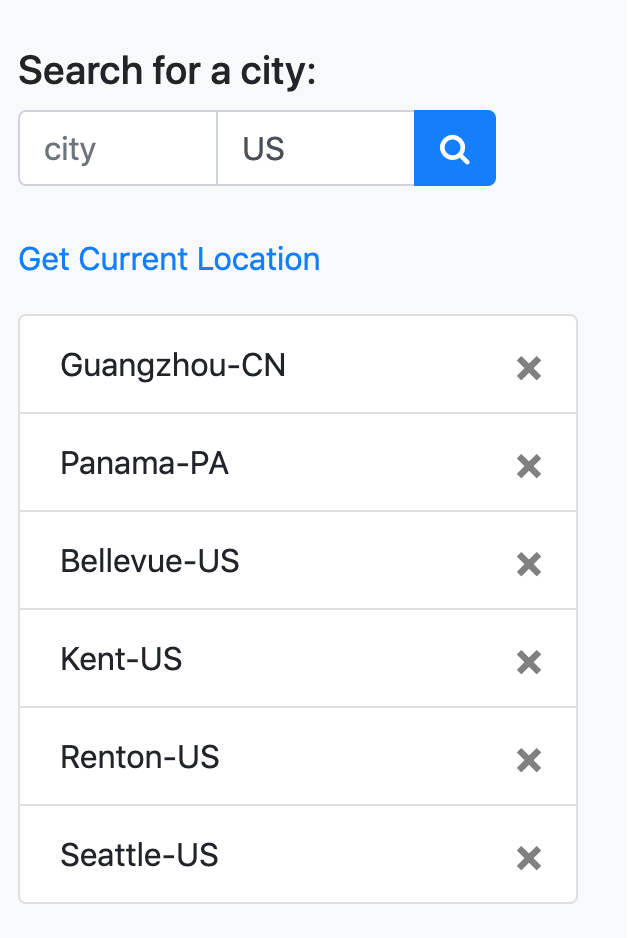 Search for a city:
city US
Get Current Location
Guangzhou-CN
Panama-PA
Bellevue-US
Kent-US
Renton-US
Seattle-US